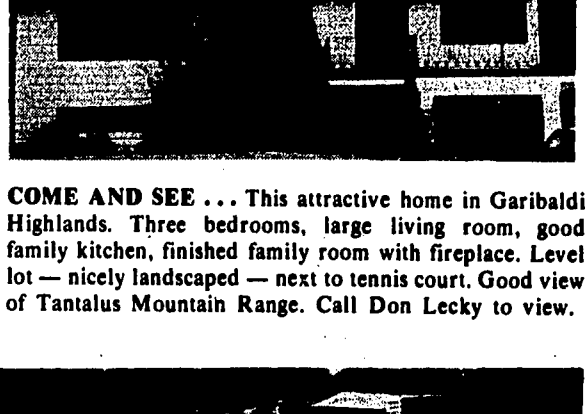 COME AND SEE ... This attractive home in Garibaldi
Highlands. Three bedrooms, large living room, good
family kitchen, finished family room with fireplace. Level
lot — nicely landscaped — next to tennis court. Good view
of Tantalus Mountain Range. Call Don Lecky to view.